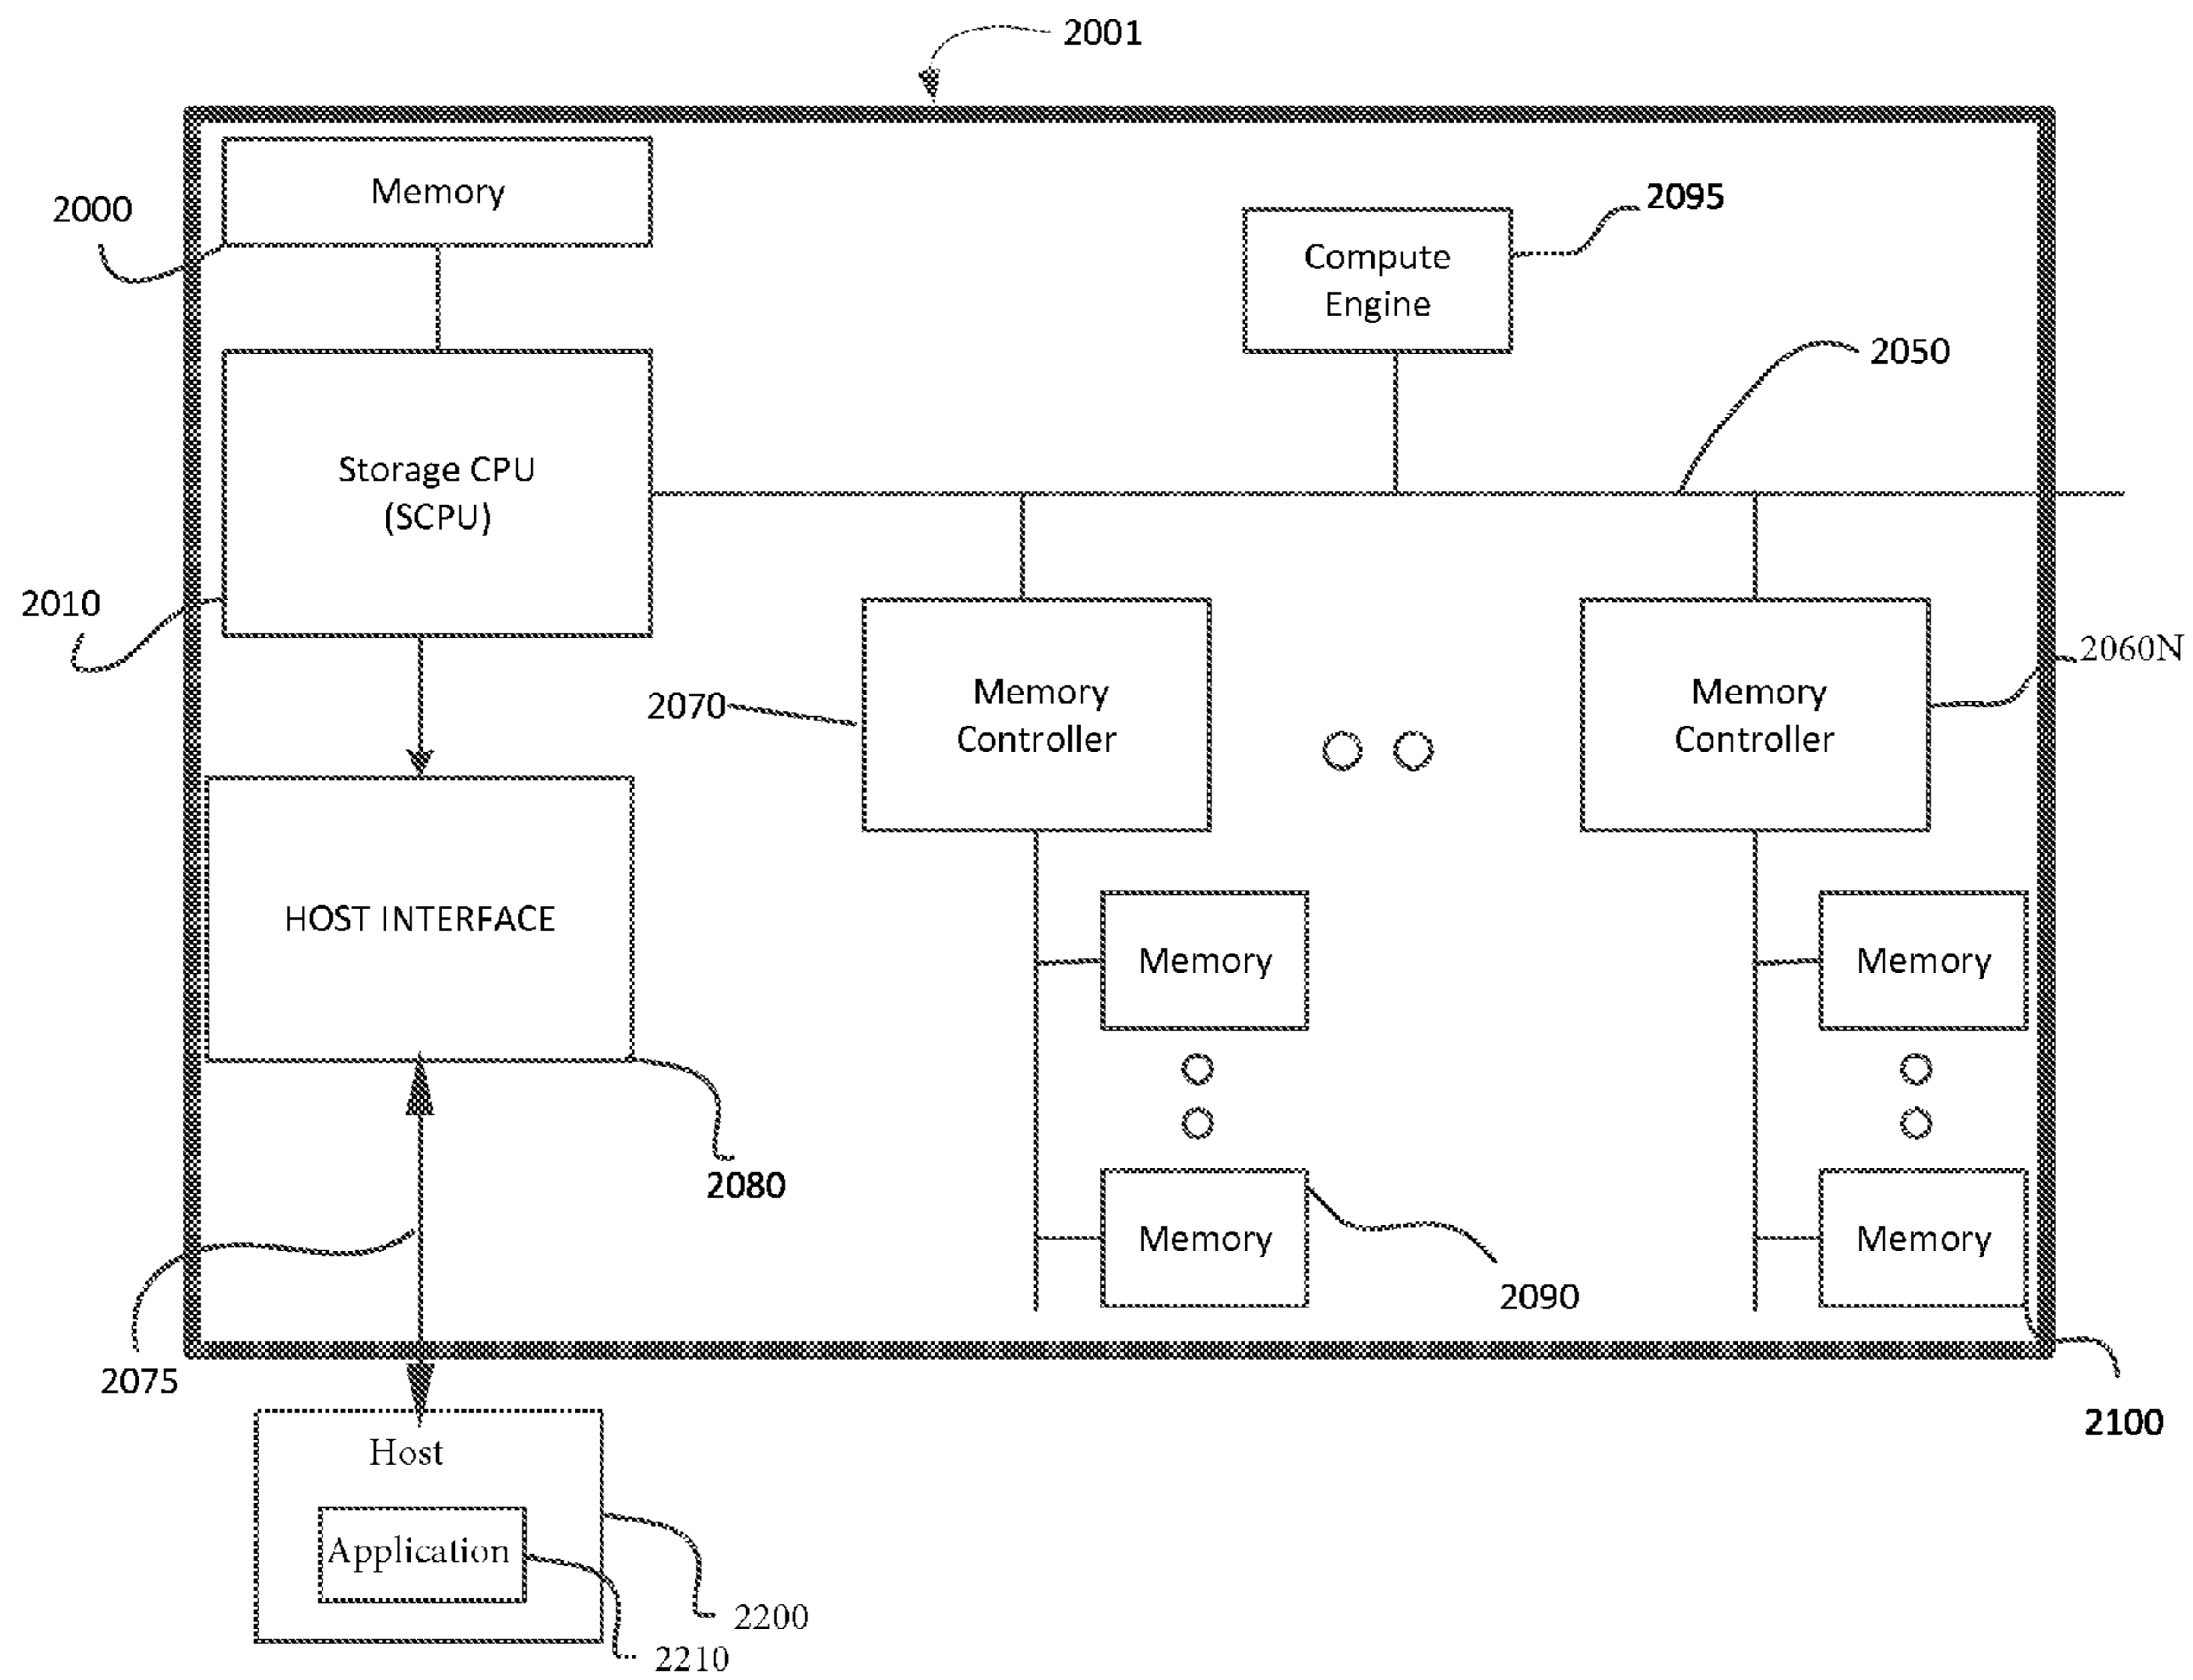 2001
Memory
2000
2095
Compute
Engine
2050
Storage CPU
(SCPU)
2010
2060N
2070
Memory
Controller
Memory
Controller
HOST INTERFACE
Memory
Memory
2080
Memory
Memory
2090
2075
2100
Host
Application
2200
2210